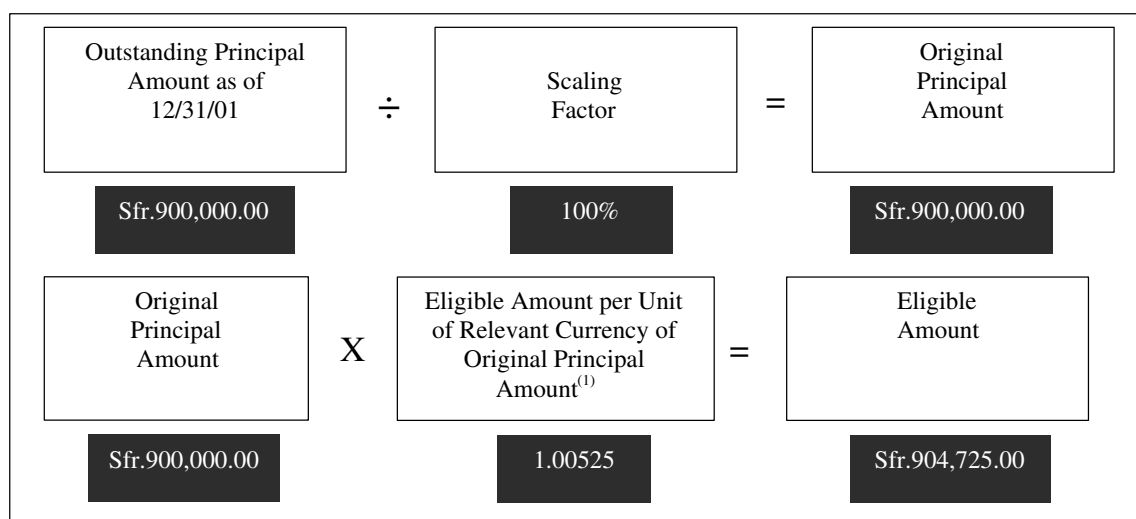 Outstanding Principal
Amount as of
12/31/01
÷
Scaling
Factor
=
Original
Principal
Amount
Sfr.900,000.00
100%
Sfr.900,000.00
Original
Principal
Amount
X
Eligible Amount per Unit
of Relevant Currency of
Original Principal
Amount(1)
=
Eligible
Amount
Sfr.900,000.00
1.00525
Sfr.904,725.00